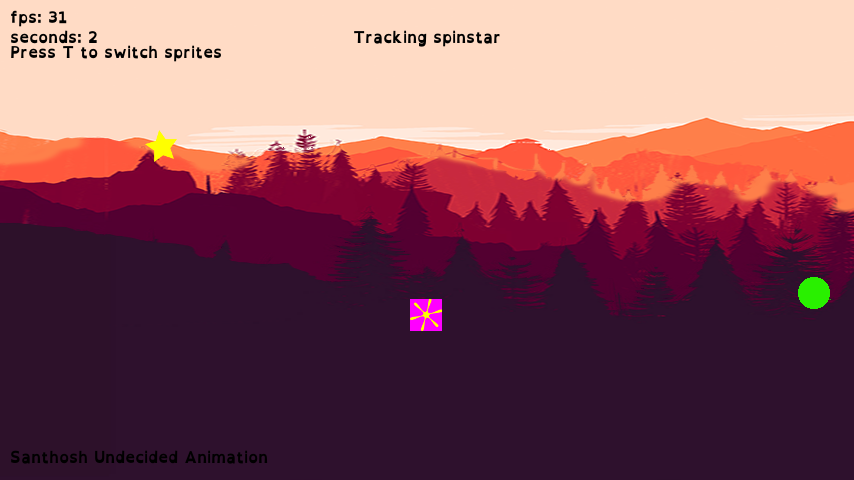 fps: 31
seconds: 2
Press T to switch sprites
Tracking spinstar
Santhosh Undecided Animation